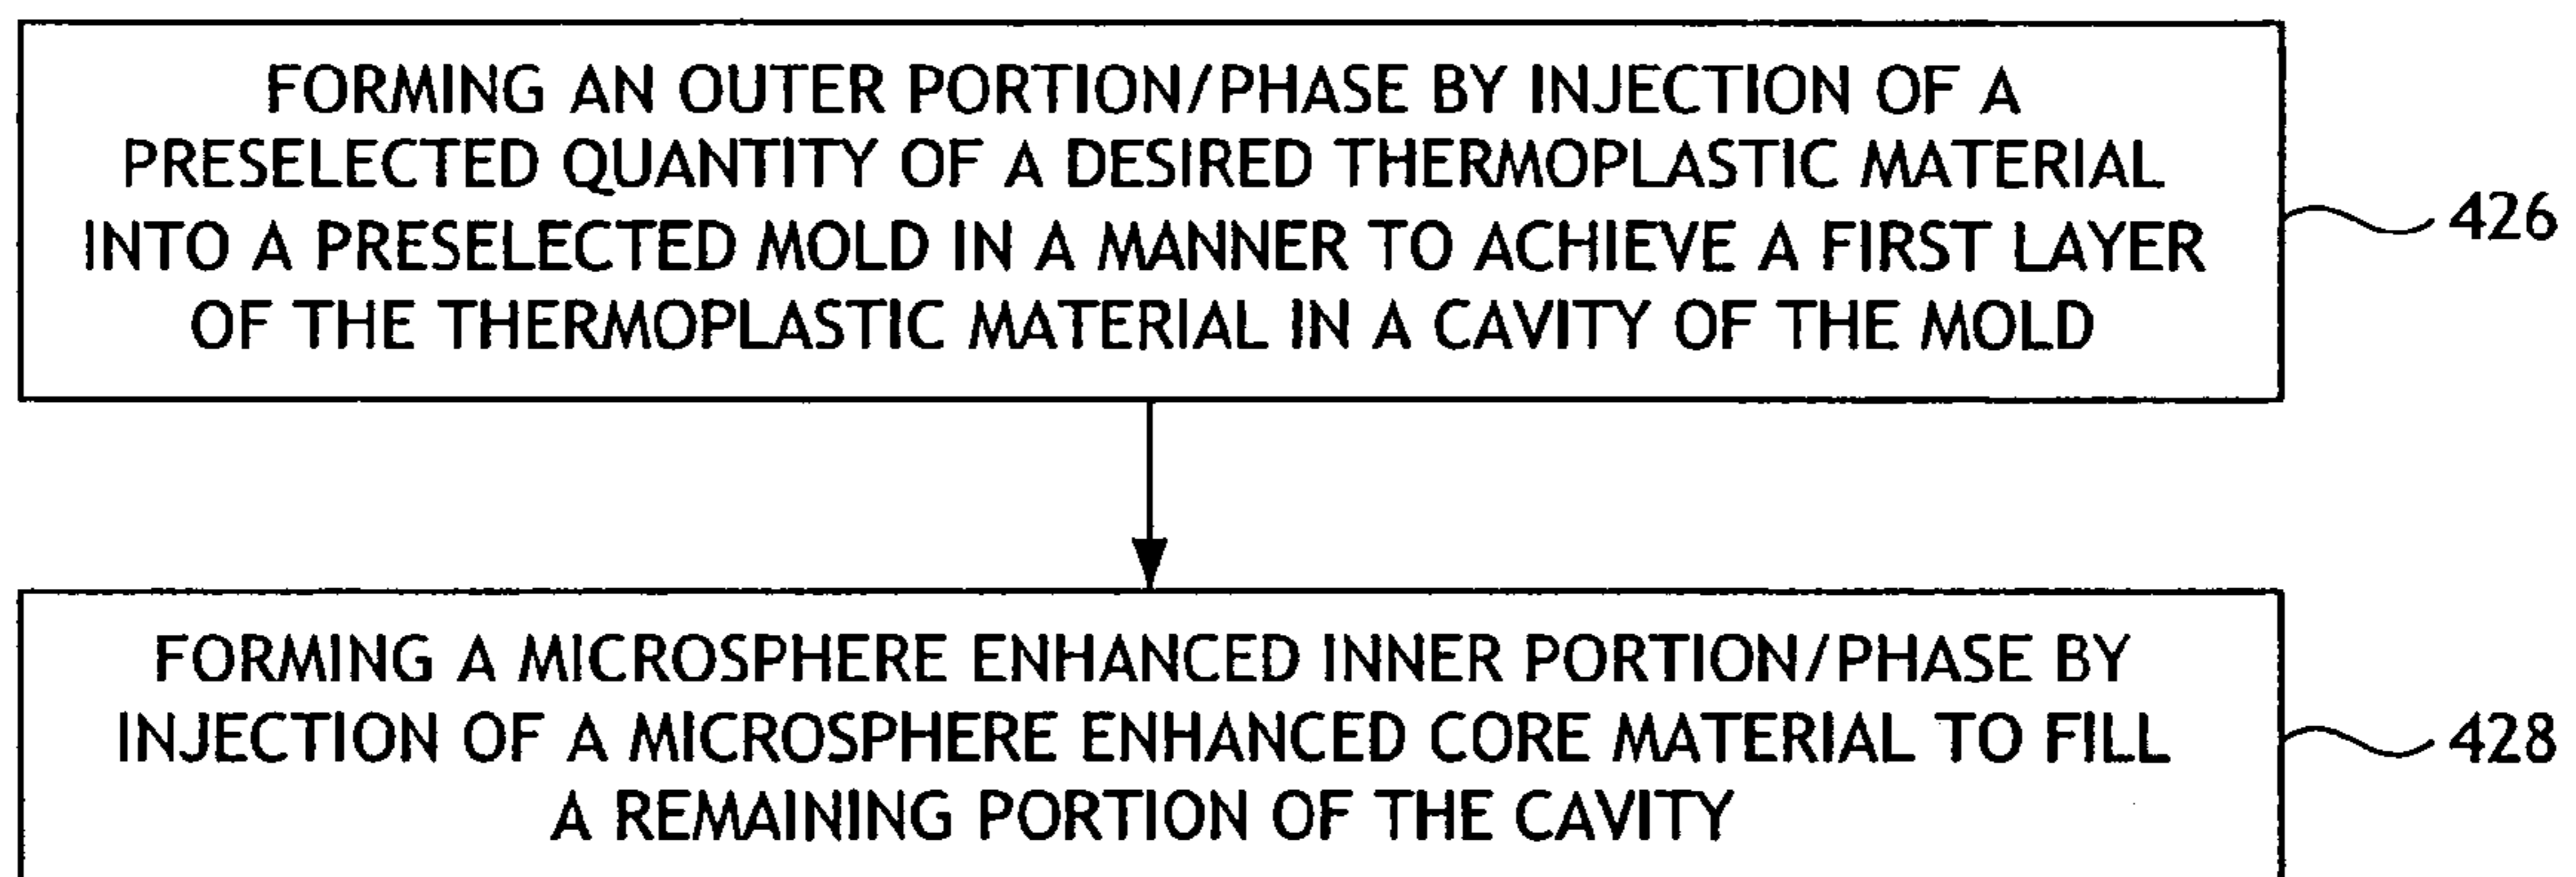 FORMING AN OUTER PORTION/PHASE BY INJECTION OF A
PRESELECTED QUANTITY OF A DESIRED THERMOPLASTIC MATERIAL
INTO A PRESELECTED MOLD IN A MANNER TO ACHIEVE A FIRST LAYER
OF THE THERMOPLASTIC MATERIAL IN A CAVITY OF THE MOLD
426
FORMING A MICROSPHERE ENHANCED INNER PORTION/PHASE BY
INJECTION OF A MICROSPHERE ENHANCED CORE MATERIAL TO FILL
A REMAINING PORTION OF THE CAVITY
428